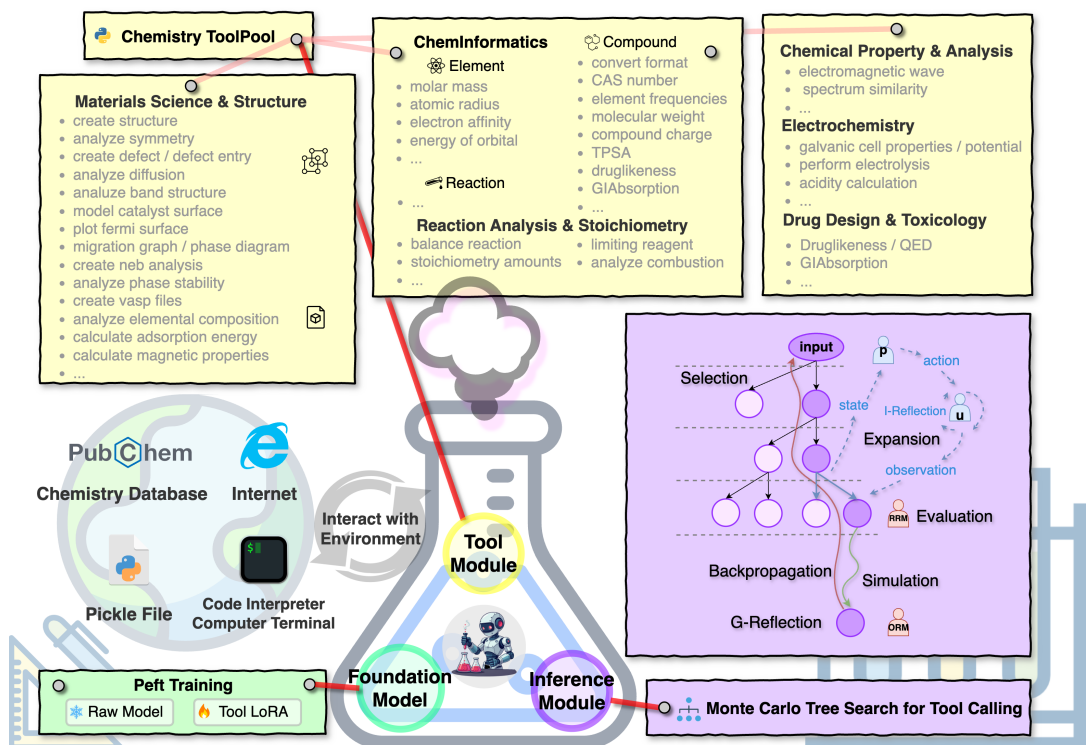 Chemistry ToolPool
Materials Science & Structure
create structure
analyze symmetry
create defect / defect entry
analyze diffusion
analuze band structure
model catalyst surface
plot fermi surface
migration graph / phase diagram
create neb analysis
analyze phase stability
create vasp files
analyze elemental composition
calculate adsorption energy
calculate magnetic properties
...
ChemInformatics
Element
molar mass
atomic radius
electron affinity
energy of orbital
...
Reaction
...
Compound
convert format
CAS number
element frequencies
molecular weight
compound charge
TPSA
druglikeness
GIAbsorption
...
Reaction Analysis & Stoichiometry
balance reaction
stoichiometry amounts
...
limiting reagent
analyze combustion
Chemical Property & Analysis
electromagnetic wave
spectrum similarity
...
Electrochemistry
galvanic cell properties / potential
perform electrolysis
acidity calculation
...
Drug Design & Toxicology
Druglikeness / QED
GIAbsorption
...
PubChem
Chemistry Database
Internet
Pickle File
$
Code Interpreter
Computer Terminal
Interact with
Environment
Tool
Module
Foundation
Model
Inference
Module
Peft Training
Raw Model
Tool LoRA
input
Selection
p
action
state
I-Reflection
u
Expansion
observation
RRM
Evaluation
Backpropagation
Simulation
G-Reflection
ORM
Monte Carlo Tree Search for Tool Calling